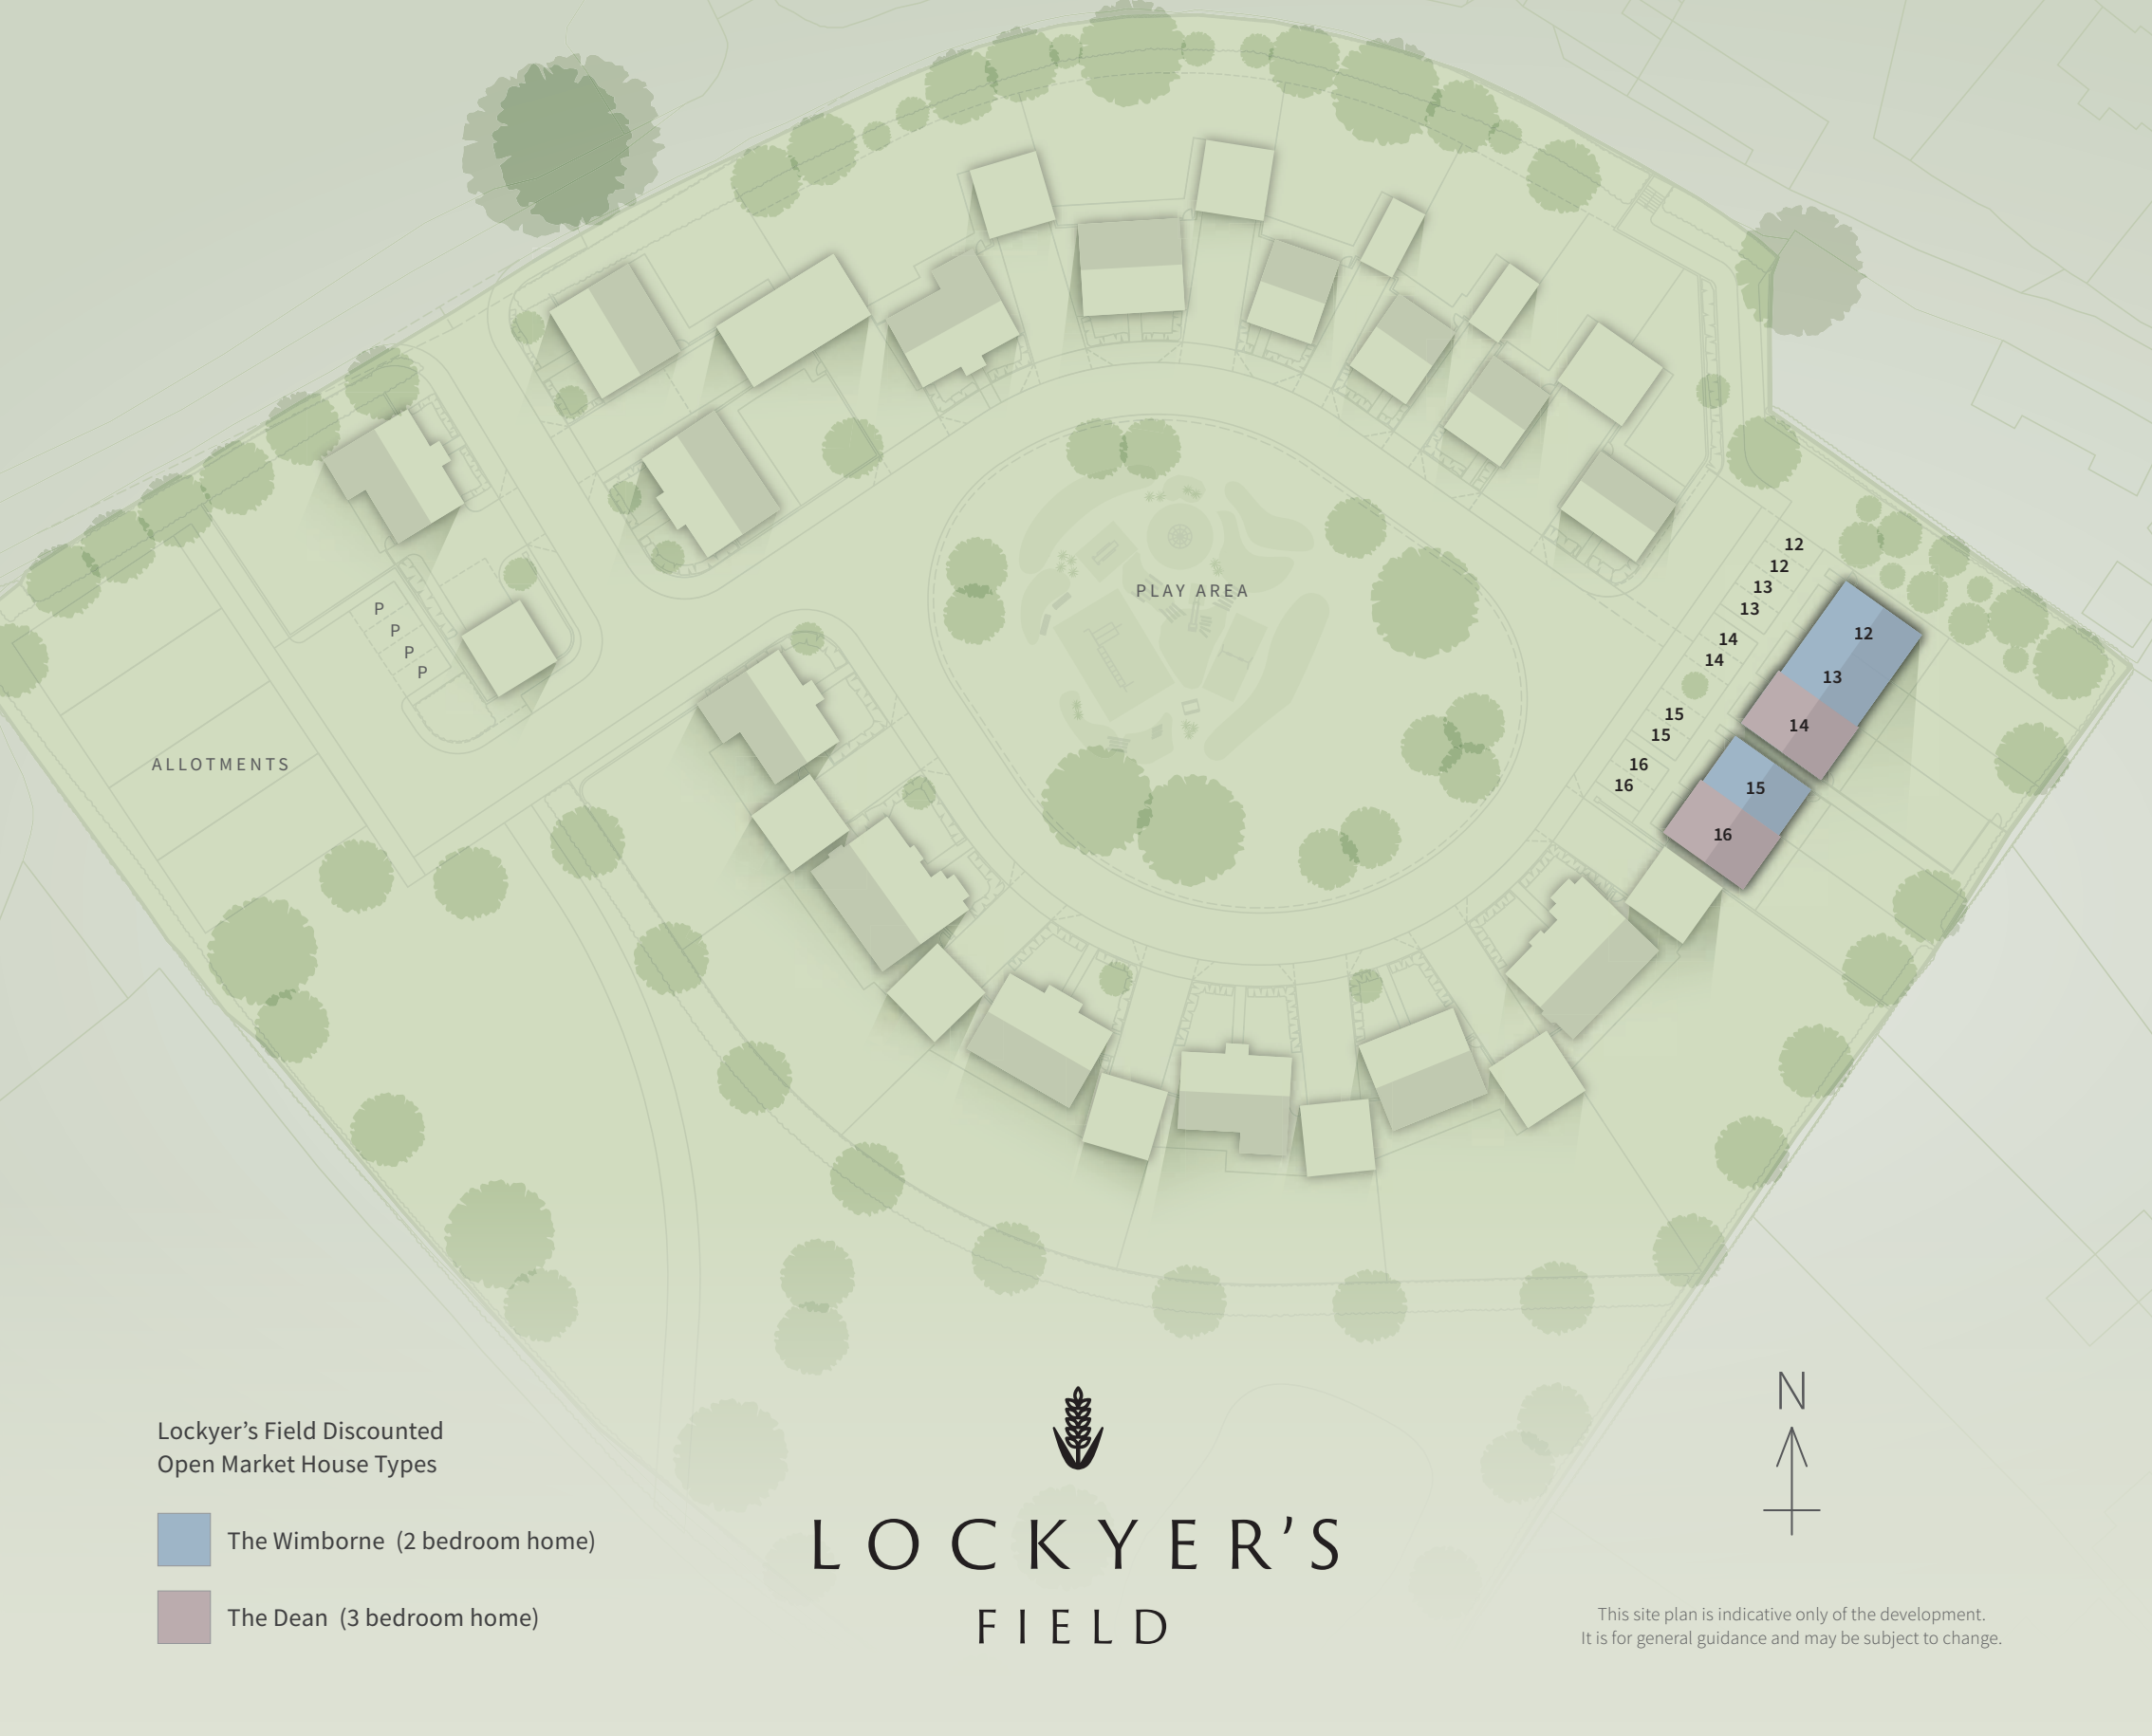 12
12
13
13
14
14
15
15
16
16
12
13
14
15
16
PLAY AREA
P
P
P
P
ALLOTMENTS
N
Lockyer’s Field Discounted
Open Market House Types
The Wimborne (2 bedroom home)
The Dean (3 bedroom home)
LOCKYER’S
FIELD
This site plan is indicative only of the development.
It is for general guidance and may be subject to change.